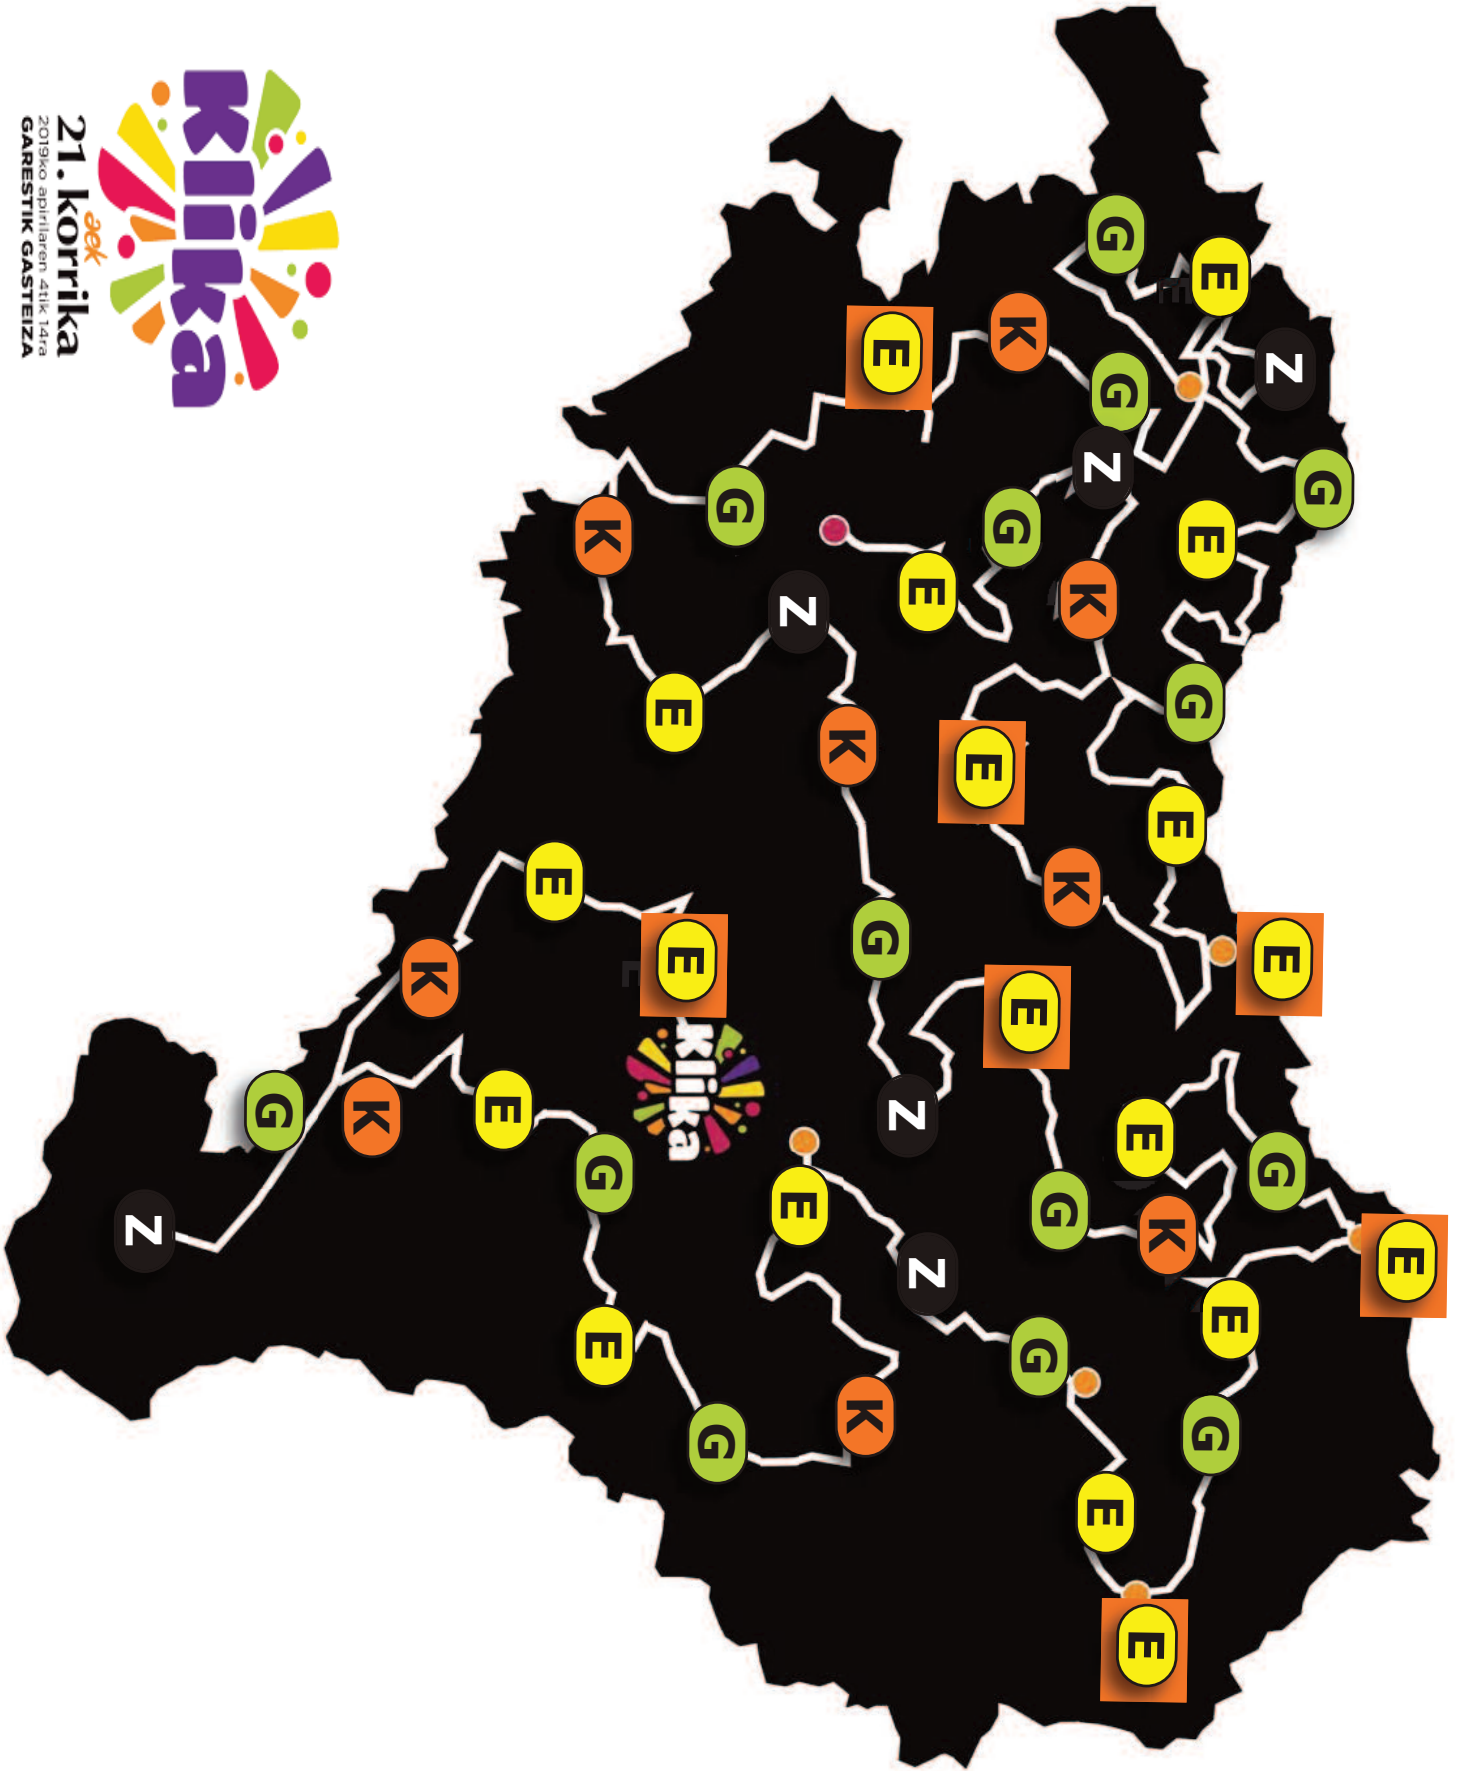 E
Z G E G
E E G E K E G
G G Z K G E K E E
K G E E G G
E E G Z Z
Z K E K
G E E klika G
K E G E
K E
K
G
Z
klika
21. korrika
aek
2019ko apirilaren 4tik 14ra
GARESTIK GASTEIZA